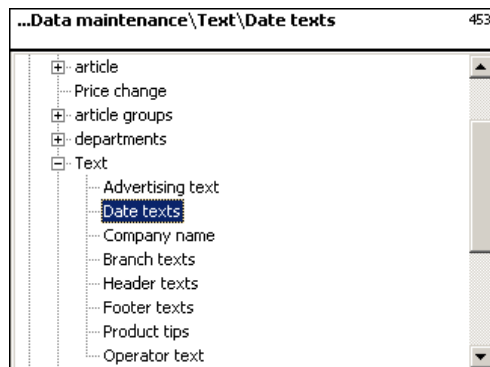 ...Data maintenance\Text\Date texts 453
article
Price change
article groups
departments
Text
Advertising text
Date texts
Company name
Branch texts
Header texts
Footer texts
Product tips
Operator text